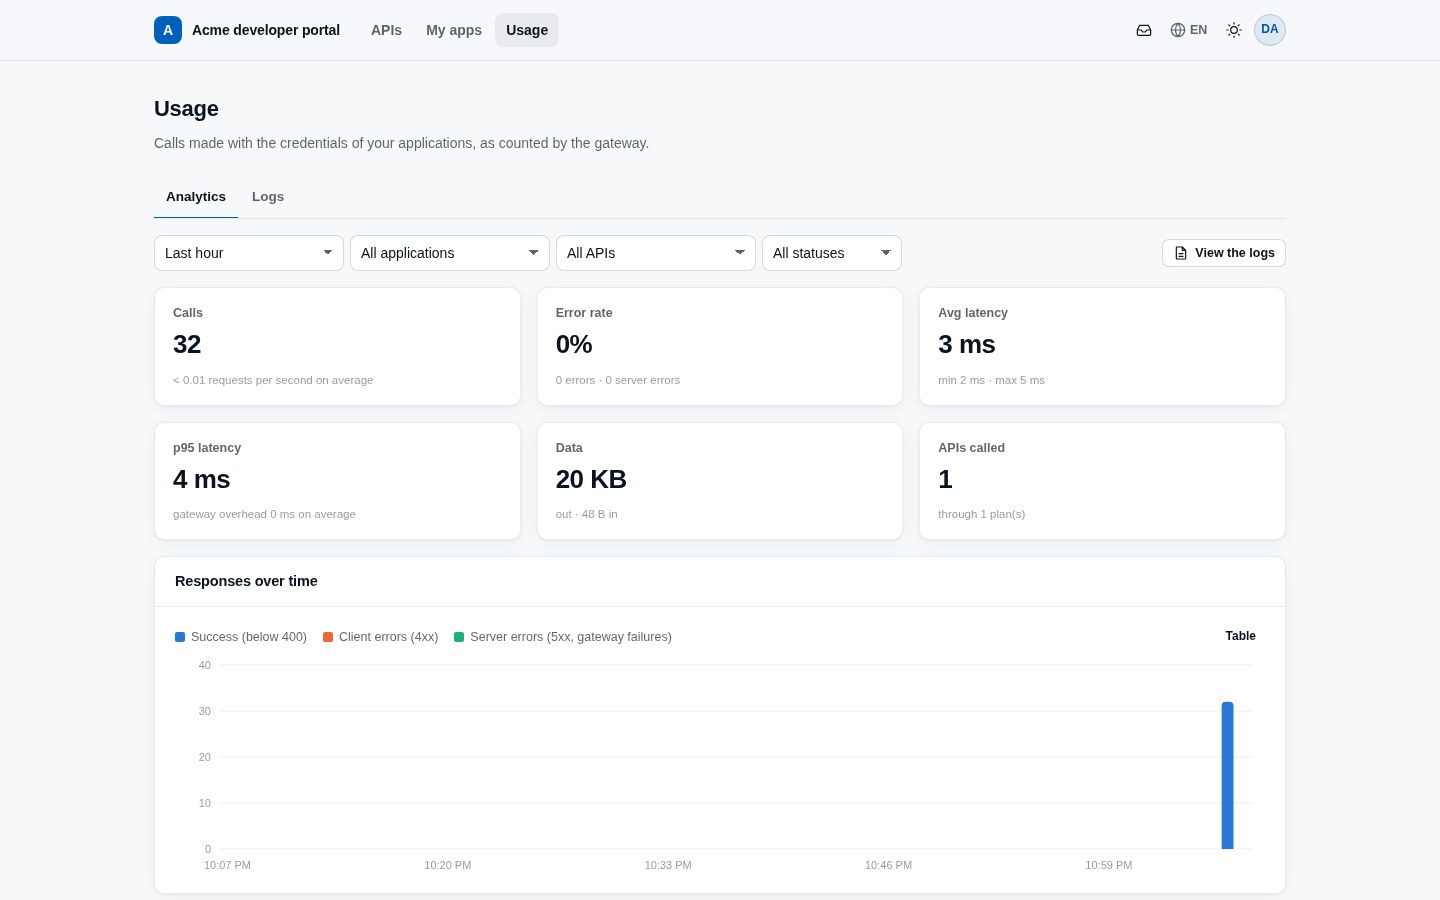 A Acme developer portal APIs My apps Usage EN DA
Usage
Calls made with the credentials of your applications, as counted by the gateway.
Analytics Logs
Last hour All applications All APIs All statuses View the logs
Calls Error rate Avg latency
32 0% 3 ms
< 0.01 requests per second on average 0 errors · 0 server errors min 2 ms · max 5 ms
p95 latency Data APIs called
4 ms 20 KB 1
gateway overhead 0 ms on average out · 48 B in through 1 plan(s)
Responses over time
Success (below 400) Client errors (4xx) Server errors (5xx, gateway failures) Table
40
30
20
10
0
10:07 PM 10:20 PM 10:33 PM 10:46 PM 10:59 PM